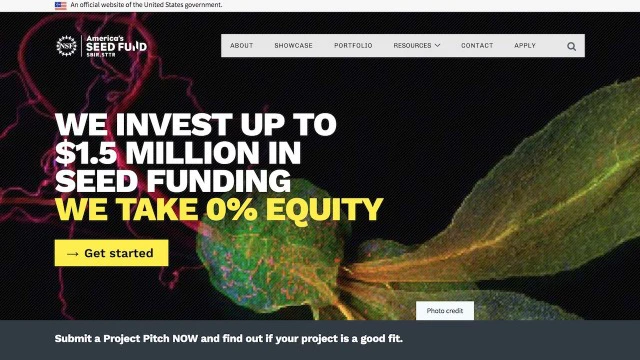 An official website of the United States government.
NSF
America's
SEED FUND
SBIR.STTR
ABOUT SHOWCASE PORTFOLIO RESOURCES CONTACT APPLY
WE INVEST UP TO
$1.5 MILLION IN
SEED FUNDING
WE TAKE 0% EQUITY
→ Get started
Photo credit
Submit a Project Pitch NOW and find out if your project is a good fit.